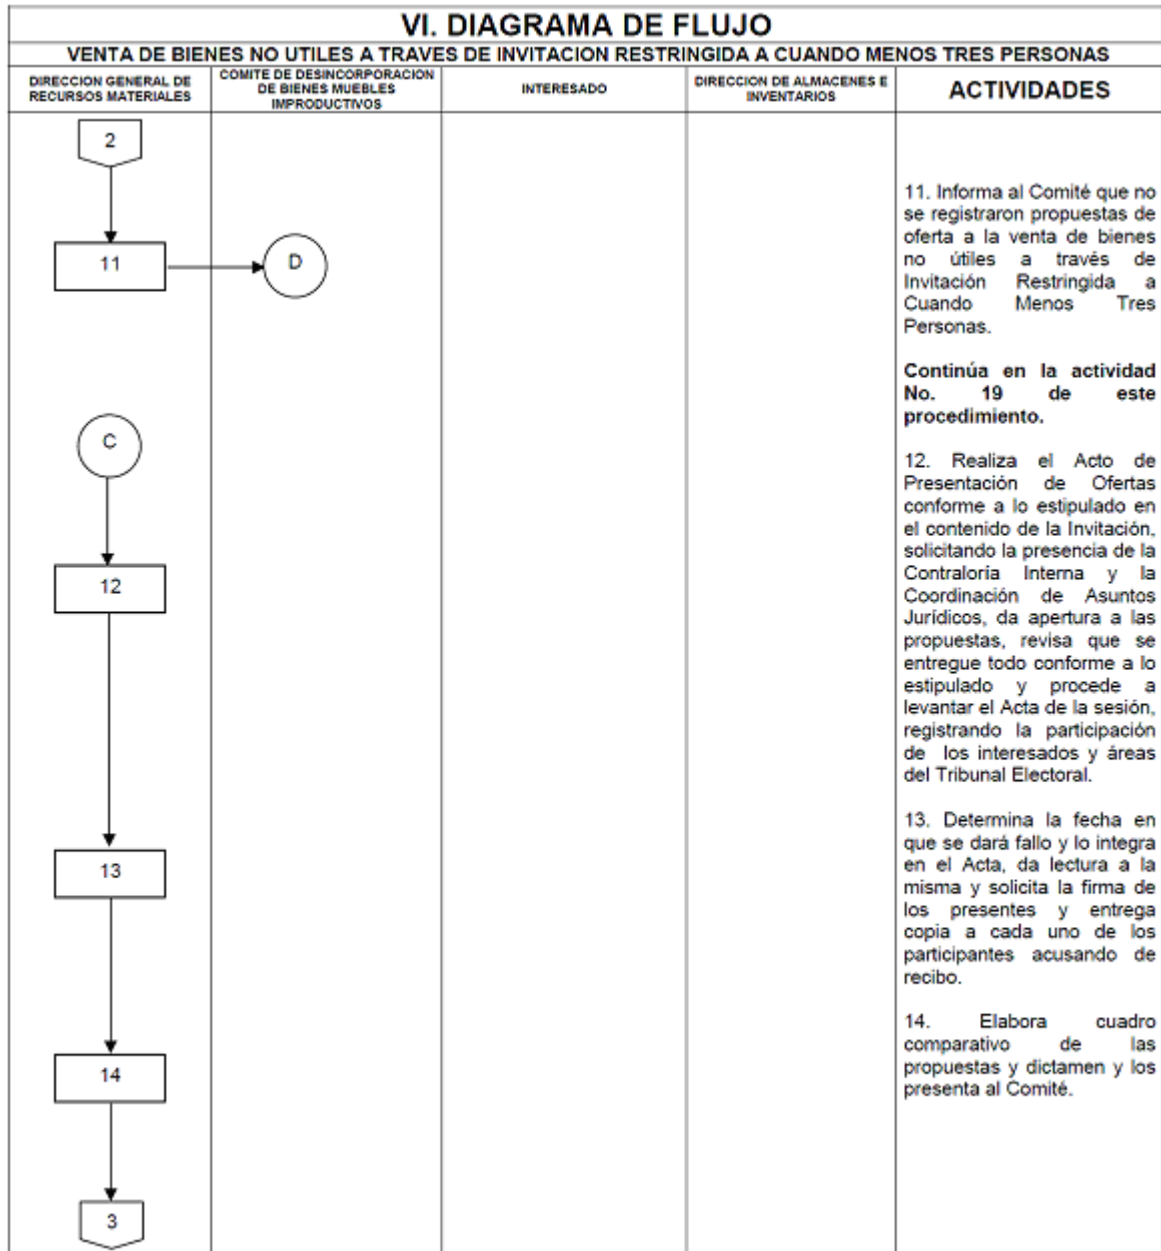 VI. DIAGRAMA DE FLUJO
VENTA DE BIENES NO UTILES A TRAVES DE INVITACION RESTRINGIDA A CUANDO MENOS TRES PERSONAS
DIRECCION GENERAL DE
RECURSOS MATERIALES
COMITE DE DESINCORPORACION
DE BIENES MUEBLES
IMPRODUCTIVOS
INTERESADO
DIRECCION DE ALMACENES E
INVENTARIOS
ACTIVIDADES
2
11
D
C
12
13
14
3
11. Informa al Comité que no
se registraron propuestas de
oferta a la venta de bienes
no útiles a través de
Invitación Restringida a
Cuando Menos Tres
Personas.
Continúa en la actividad
No. 19 de este
procedimiento.
12. Realiza el Acto de
Presentación de Ofertas
conforme a lo estipulado en
el contenido de la Invitación,
solicitando la presencia de la
Contraloría Interna y la
Coordinación de Asuntos
Jurídicos, da apertura a las
propuestas, revisa que se
entregue todo conforme a lo
estipulado y procede a
levantar el Acta de la sesión,
registrando la participación
de los interesados y áreas
del Tribunal Electoral.
13. Determina la fecha en
que se dará fallo y lo integra
en el Acta, da lectura a la
misma y solicita la firma de
los presentes y entrega
copia a cada uno de los
participantes acusando de
recibo.
14. Elabora cuadro
comparativo de las
propuestas y dictamen y los
presenta al Comité.